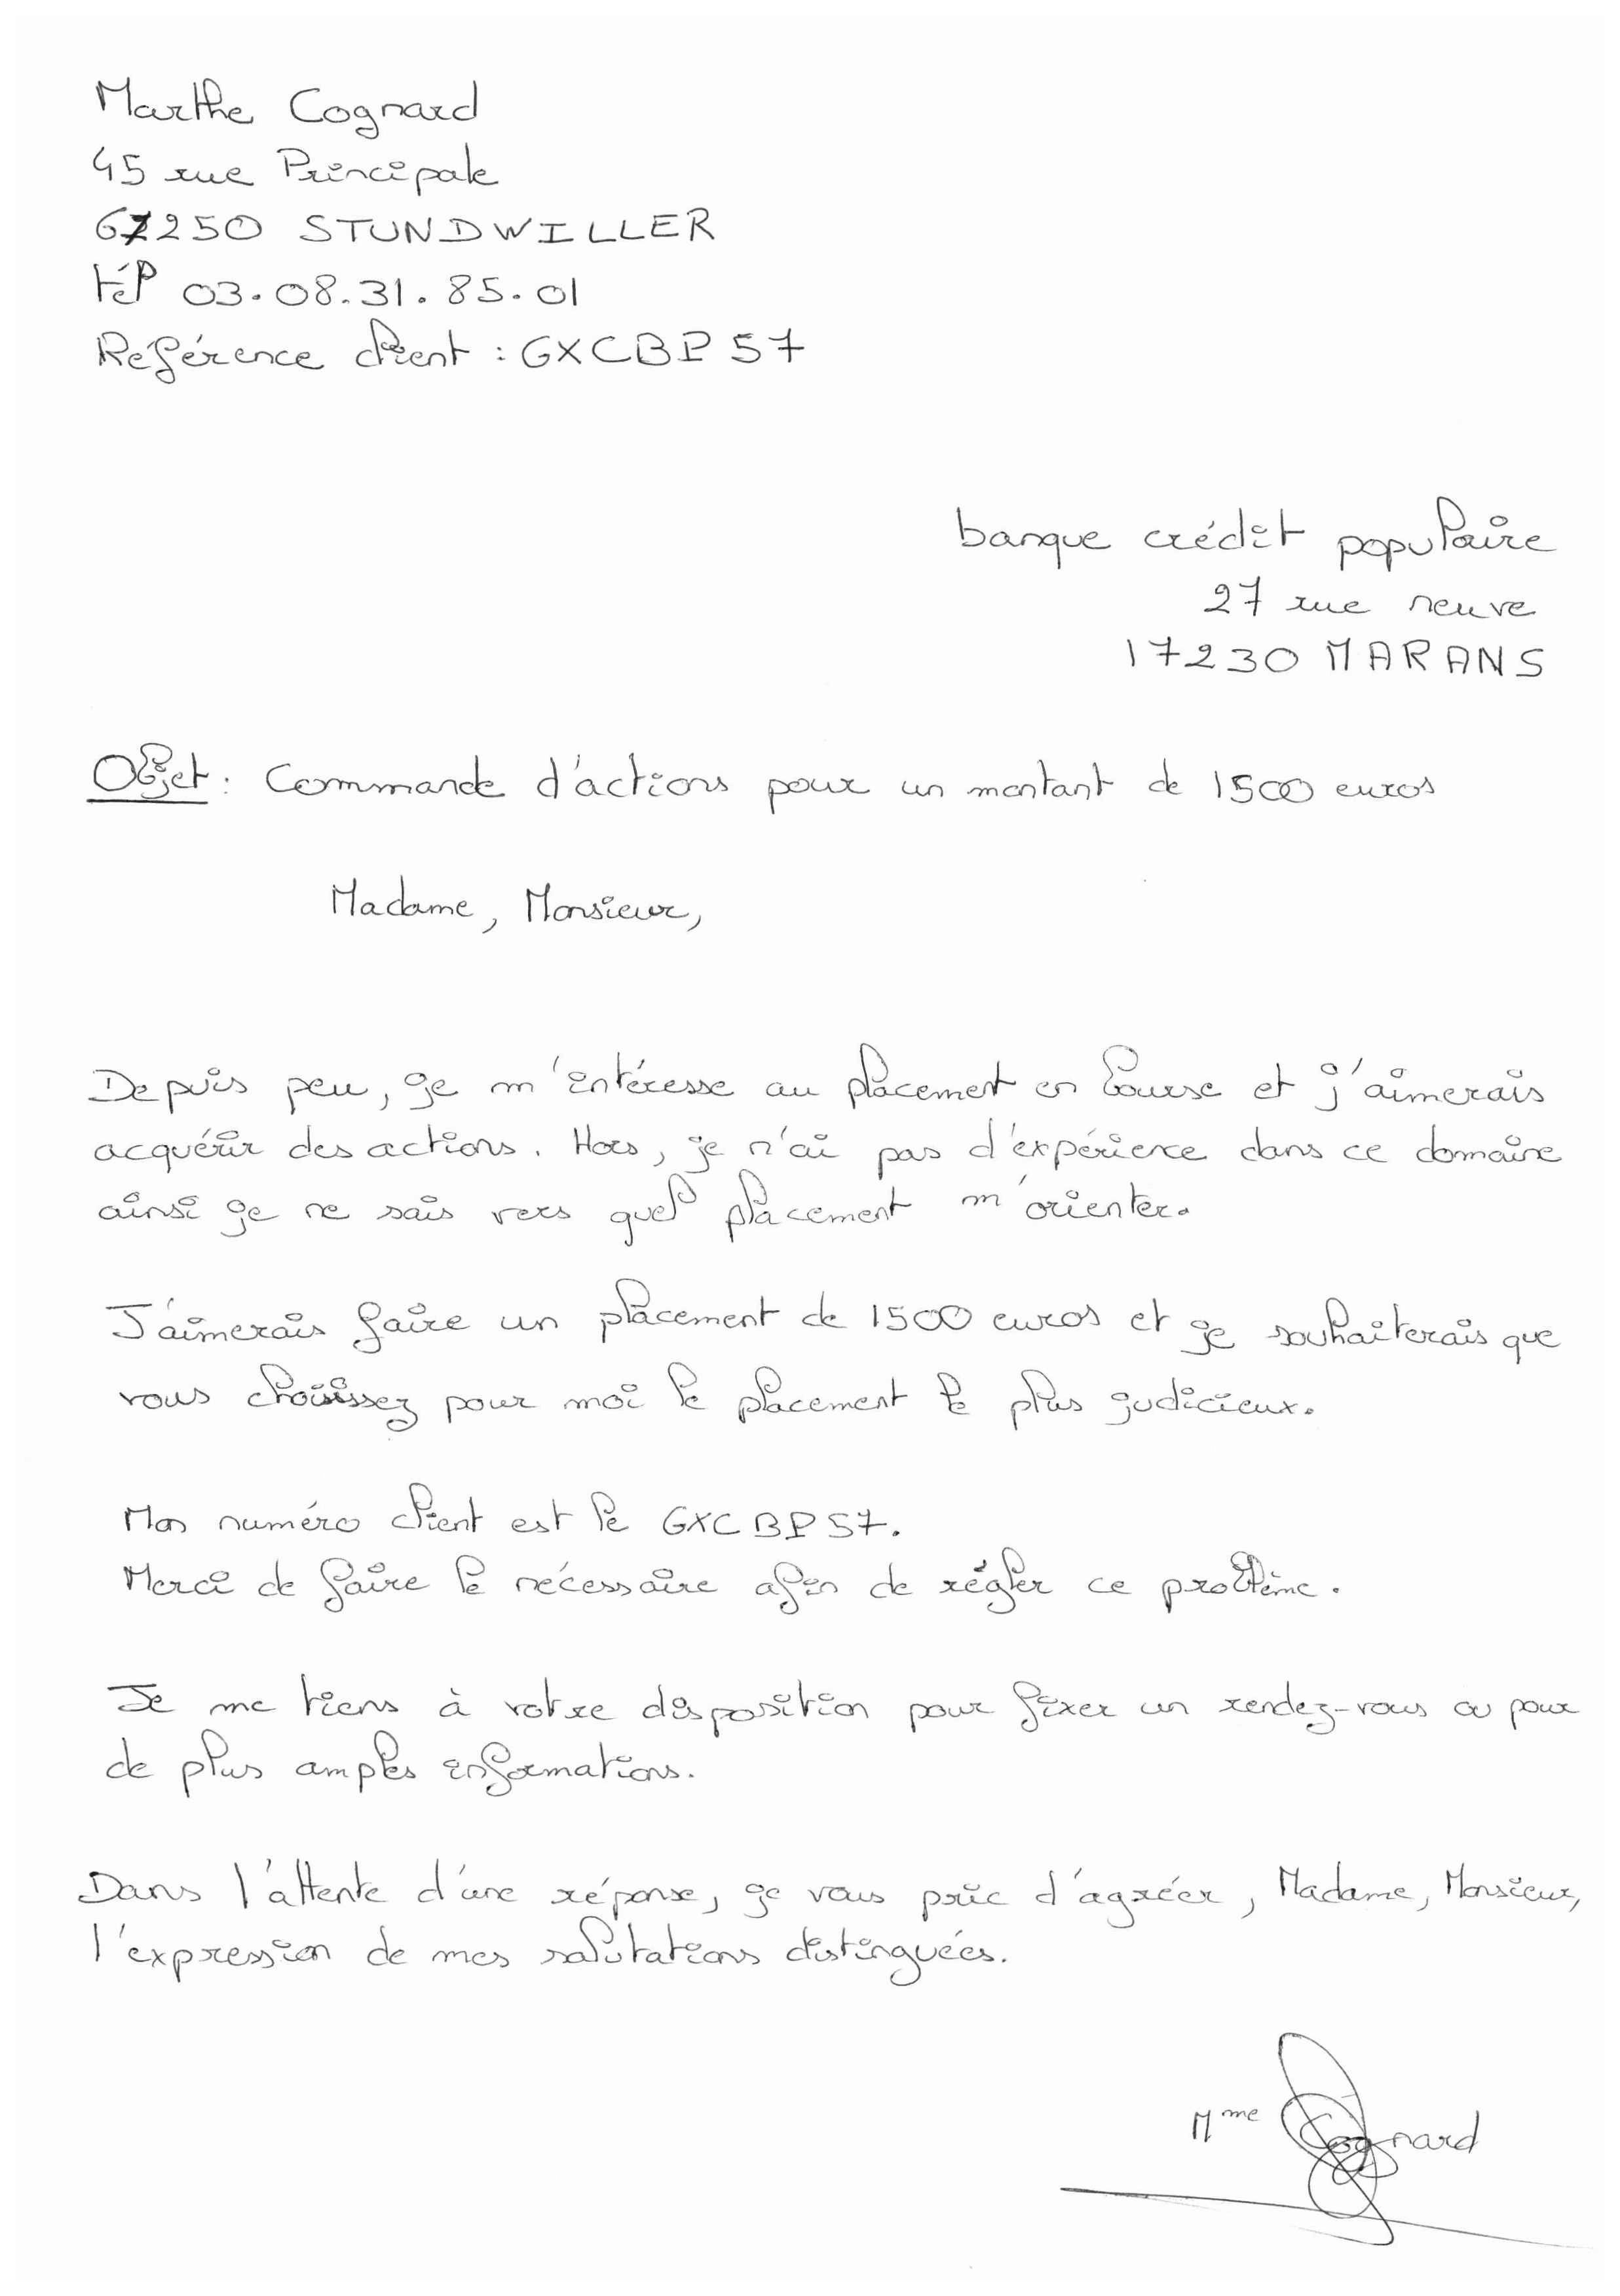 Marthe Cognard
45 rue Principale
67250 STUNDWILLER
tél 03.08.31.85.01
Reférence client : GXCBP57
banque crédit populaire
27 rue neuve
17230 MARANS
Objet : Commande d'actions pour un montant de 1500 euros
Madame, Monsieur,
Depuis peu, je m'intéresse au placement en bourse et j'aimerais
acquérir des actions. Hors, je n'ai pas d'expérience dans ce domaine
ainsi je ne sais vers quel placement m'orienter.
J'aimerais faire un placement de 1500 euros et je souhaiterais que
vous choisissez pour moi le placement le plus judicieux.
Mon numéro client est le GXCBP57.
Merci de faire le nécessaire afin de régler ce problème.
Je me tiens à votre disposition pour fixer un rendez-vous ou pour
de plus amples informations.
Dans l'attente d'une réponse, je vous prie d'agréer, Madame, Monsieur,
l'expression de mes salutations distinguées.
Mme Cognard